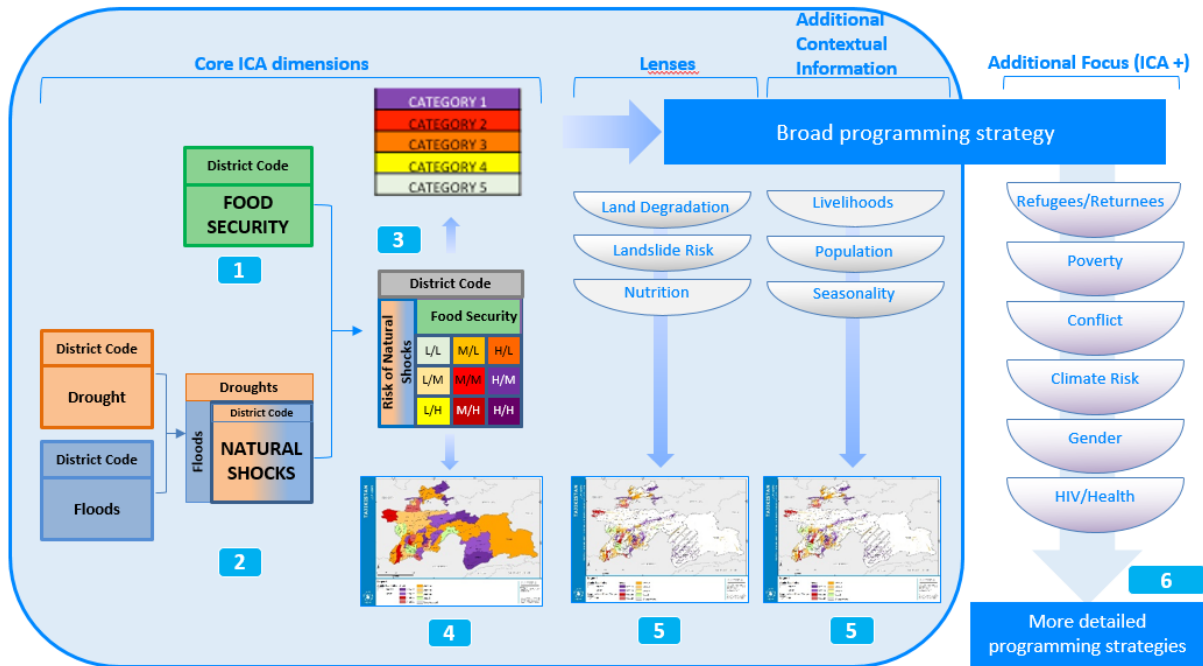 Core ICA dimensions
Lenses
Additional
Contextual
Information
Additional Focus (ICA +)
CATEGORY 1
CATEGORY 2
CATEGORY 3
CATEGORY 4
CATEGORY 5
Broad programming strategy
District Code
FOOD
SECURITY
1
3
District Code
Risk of Natural
Shocks
Food Security
L/L M/L H/L
L/M M/M H/M
L/H M/H H/H
District Code
Drought
District Code
Floods
Droughts
Floods
District Code
NATURAL
SHOCKS
2
TAJIKISTAN
4
Land Degradation
Landslide Risk
Nutrition
TAJIKISTAN
5
Livelihoods
Population
Seasonality
TAJIKISTAN
5
Refugees/Returnees
Poverty
Conflict
Climate Risk
Gender
HIV/Health
6
More detailed
programming strategies